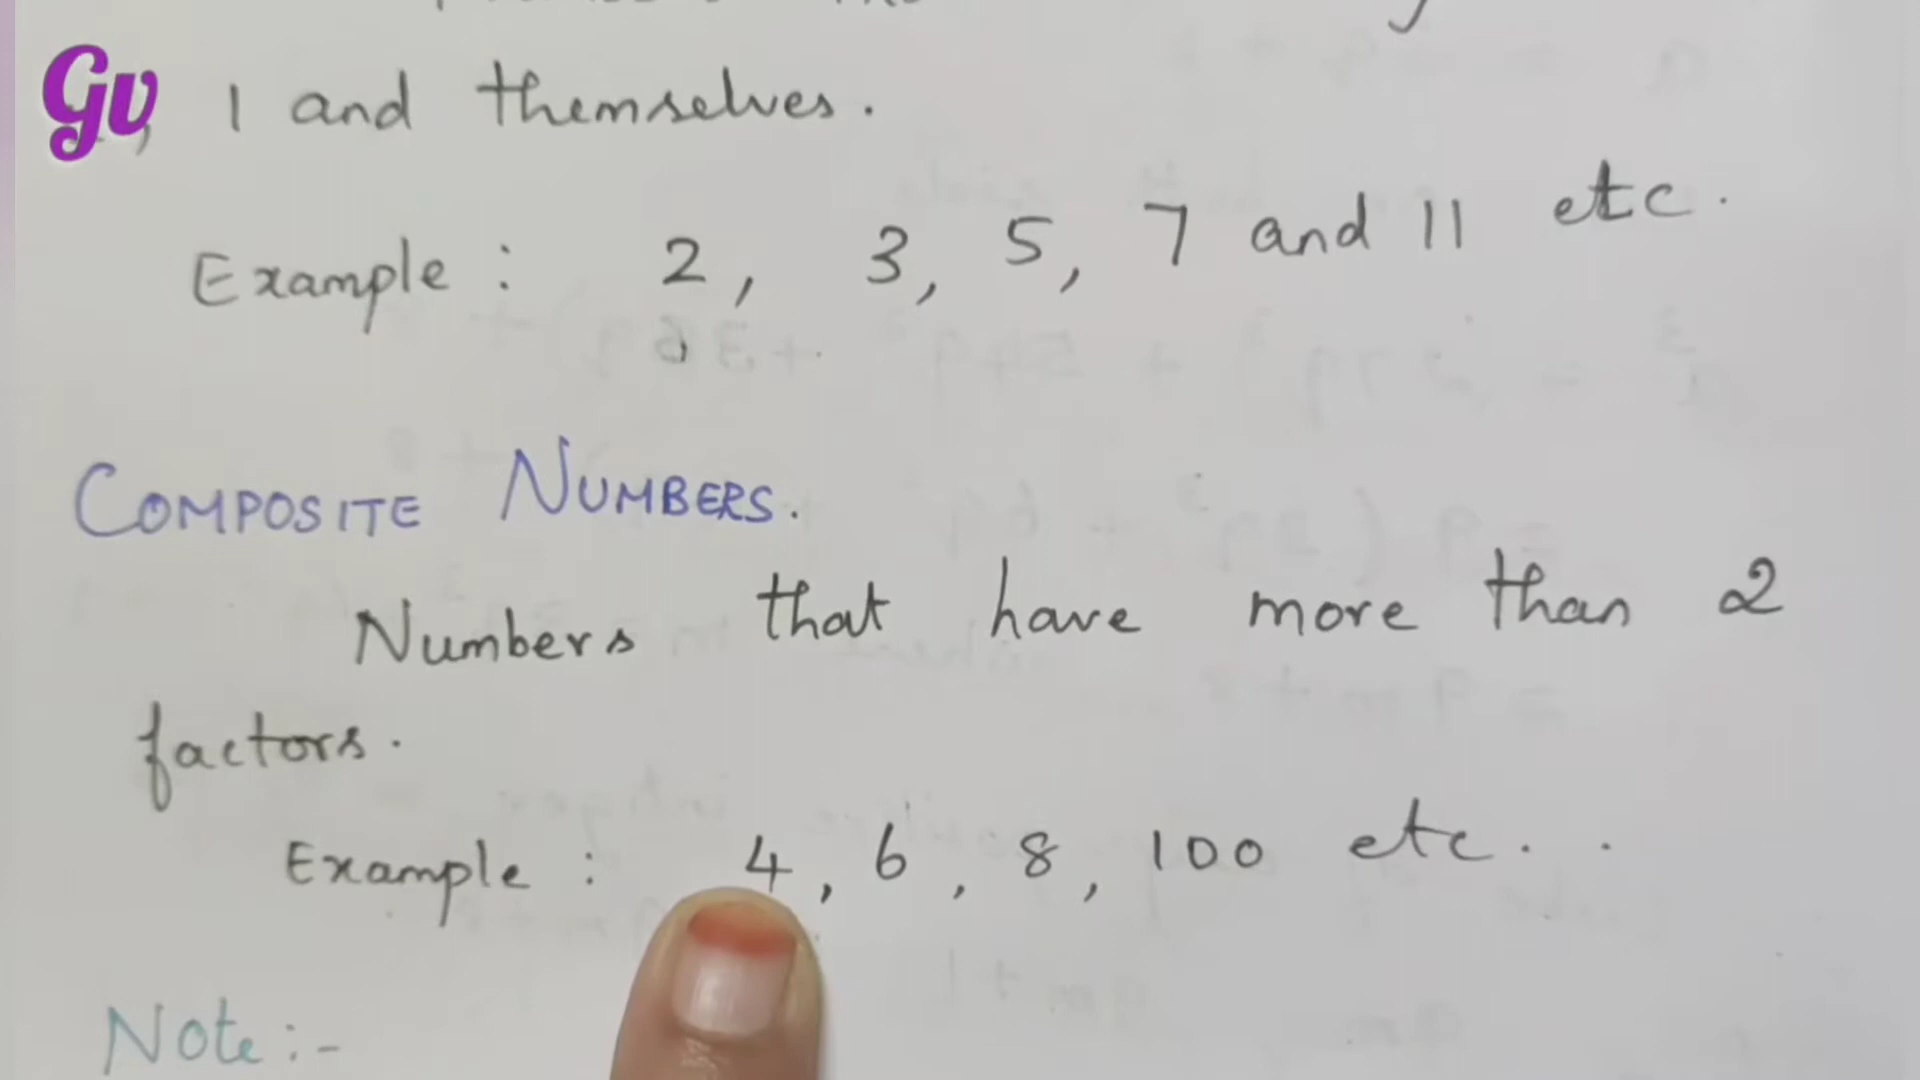 Gv
1 and themselves.
Example : 2, 3, 5, 7 and 11 etc.
COMPOSITE NUMBERS.
Numbers that have more than 2
factors.
Example : 4, 6, 8, 100 etc. .
Note :-